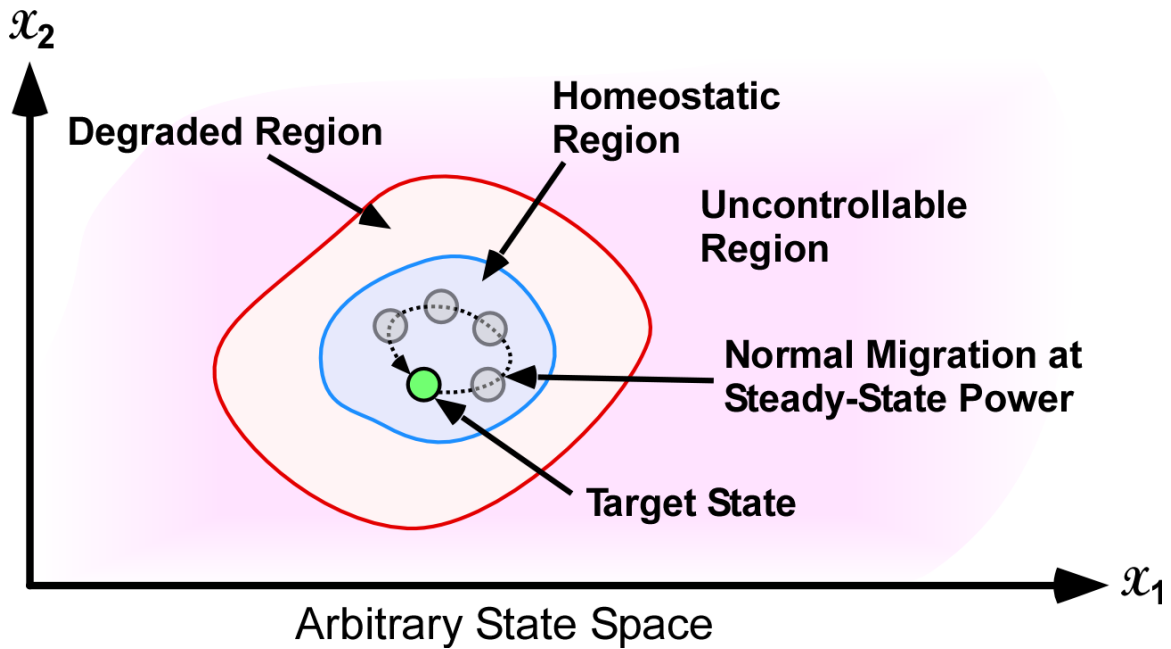 𝒳2
Degraded Region
Homeostatic
Region
Uncontrollable
Region
Normal Migration at
Steady-State Power
Target State
𝒳1
Arbitrary State Space